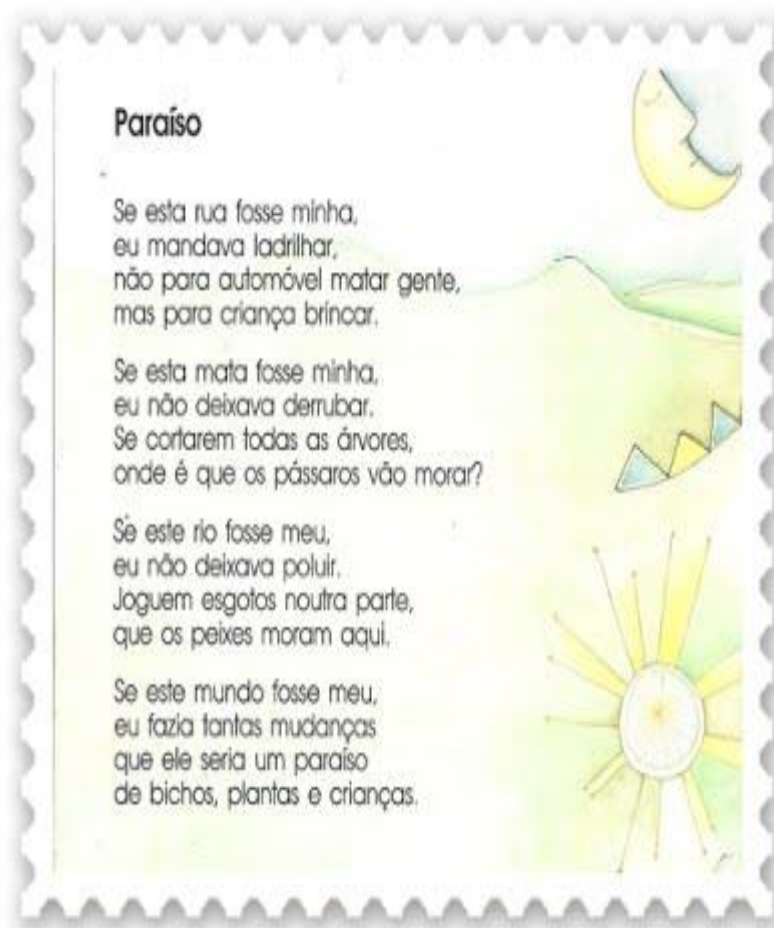 Paraíso
Se esta rua fosse minha,
eu mandava ladrilhar,
não para automóvel matar gente,
mas para criança brincar.
Se esta mata fosse minha,
eu não deixava derrubar.
Se cortarem todas as árvores,
onde é que os pássaros vão morar?
Se este rio fosse meu,
eu não deixava poluir.
Joguem esgotos noutra parte,
que os peixes moram aqui.
Se este mundo fosse meu,
eu fazia tantas mudanças
que ele seria um paraíso
de bichos, plantas e crianças.